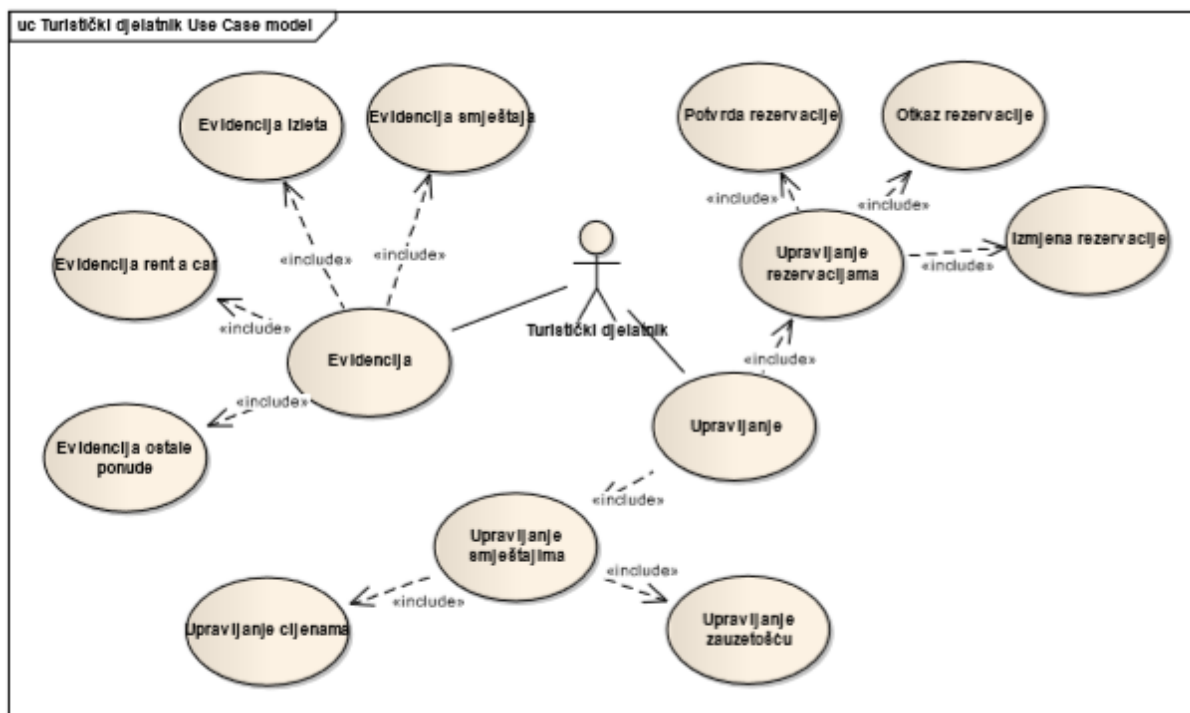 uc Turistički djelatnik Use Case model
Evidencija izleta
Evidencija smještaja
Potvrda rezervacije
Otkaz rezervacije
«include»
«include»
Izmjena rezervacije
Evidencija rent a car
«include»
«include»
Upravljanje
rezervacijama
«include»
«include»
Turistički djelatnik
Evidencija
«include»
«include»
Upravljanje
Evidencija ostale
ponude
«include»
Upravljanje
smještajima
«include»
«include»
Upravljanje cijenama
Upravljanje
zauzetošću